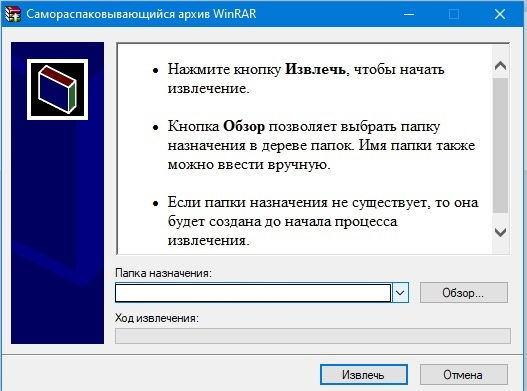 Самораспаковывающийся архив WinRAR
• Нажмите кнопку Извлечь, чтобы начать
извлечение.
• Кнопка Обзор позволяет выбрать папку
назначения в дереве папок. Имя папки также
можно ввести вручную.
• Если папки назначения не существует, то она
будет создана до начала процесса
извлечения.
Папка назначения:
Обзор...
Ход извлечения:
Извлечь
Отмена